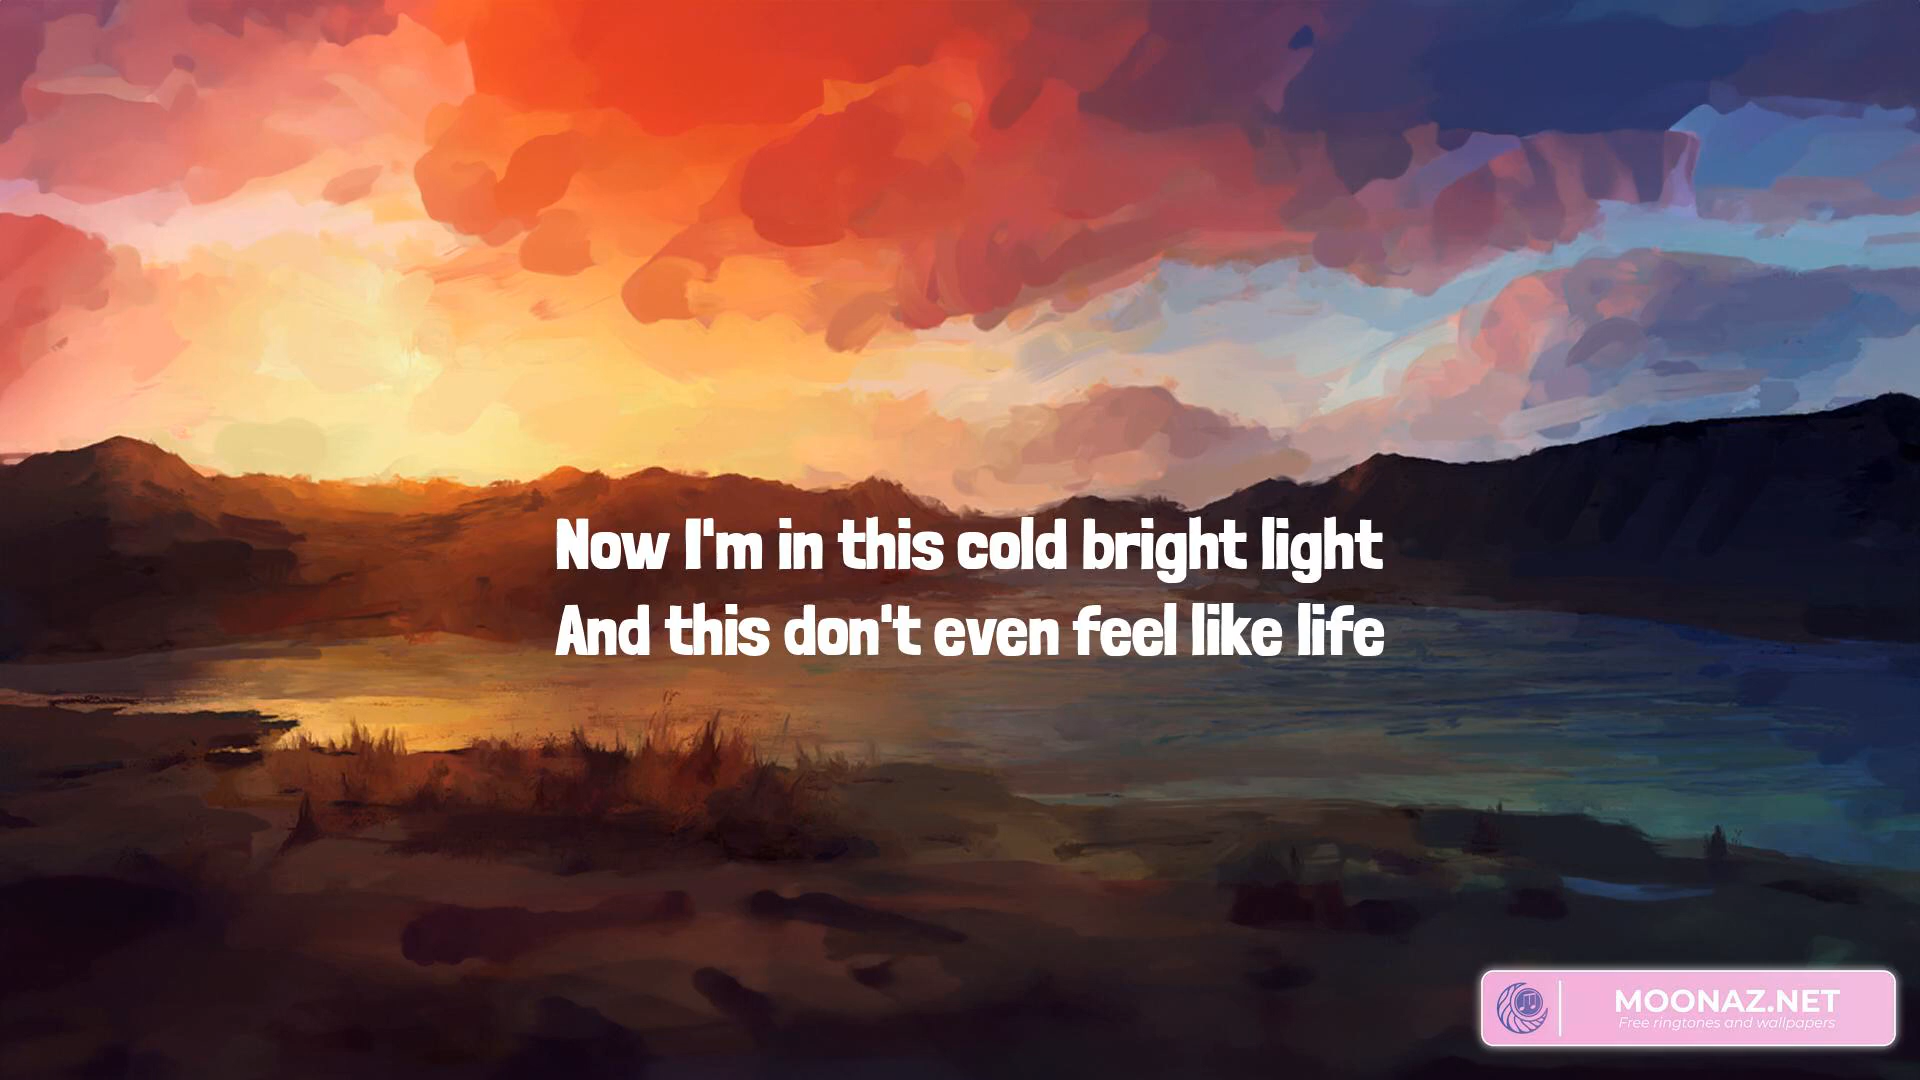 Now I'm in this cold bright light
And this don't even feel like life
MOONAZ.NET
Free ringtones and wallpapers